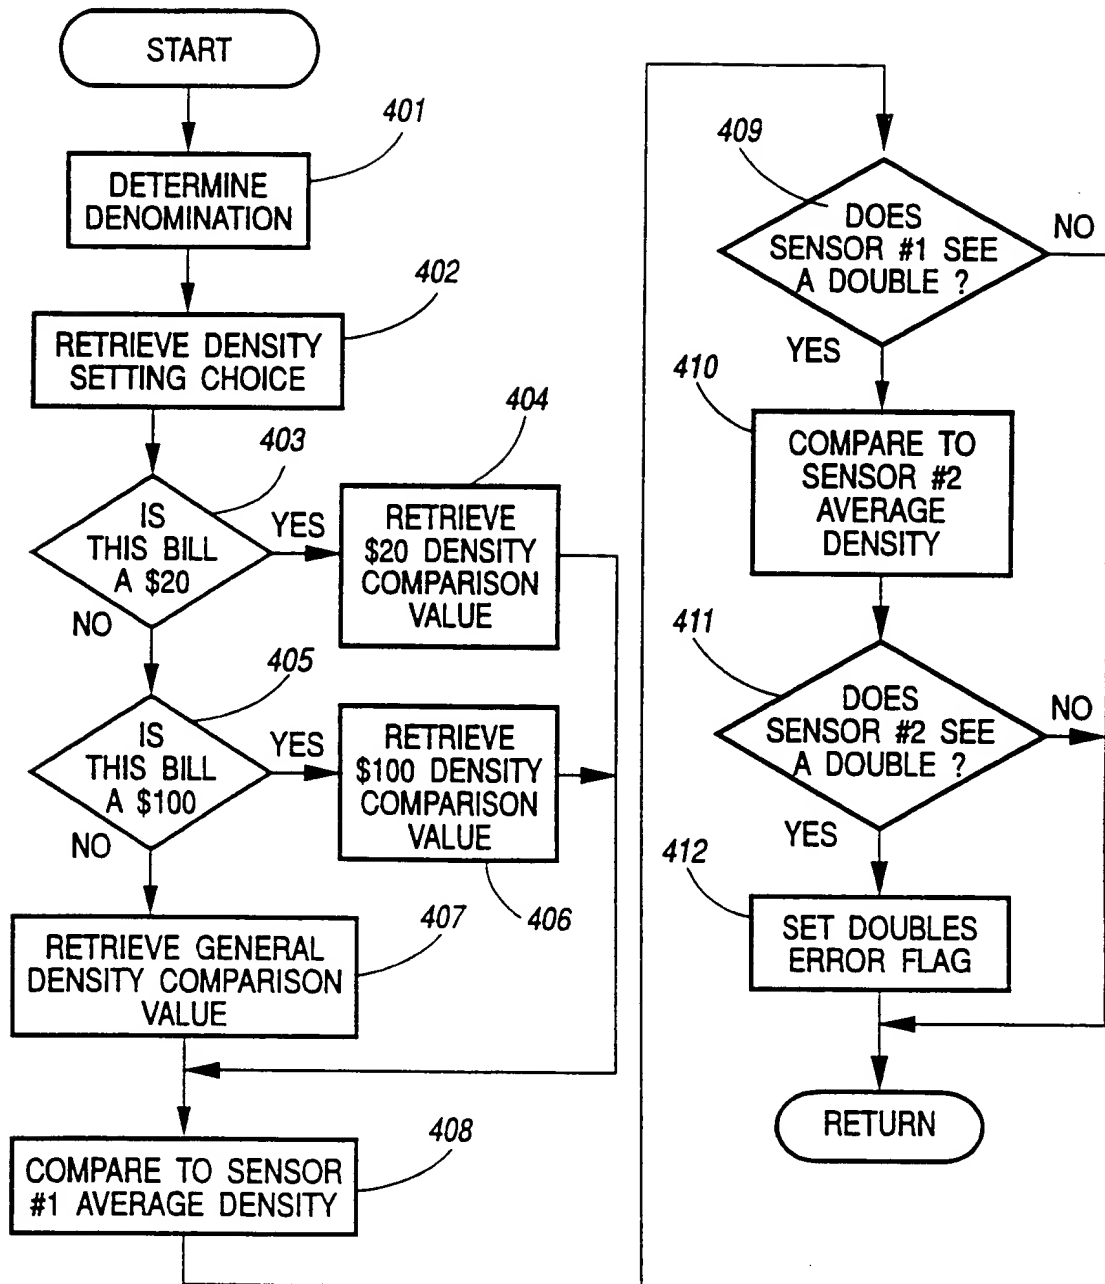 START
401
DETERMINE
DENOMINATION
402
RETRIEVE DENSITY
SETTING CHOICE
403
IS
THIS BILL
A $20
YES
NO
404
RETRIEVE
$20 DENSITY
COMPARISON
VALUE
405
IS
THIS BILL
A $100
YES
NO
RETRIEVE
$100 DENSITY
COMPARISON
VALUE
406
407
RETRIEVE GENERAL
DENSITY COMPARISON
VALUE
408
COMPARE TO SENSOR
#1 AVERAGE DENSITY
409
DOES
SENSOR #1 SEE
A DOUBLE ?
NO
YES
410
COMPARE TO
SENSOR #2
AVERAGE
DENSITY
411
DOES
SENSOR #2 SEE
A DOUBLE ?
NO
YES
412
SET DOUBLES
ERROR FLAG
RETURN